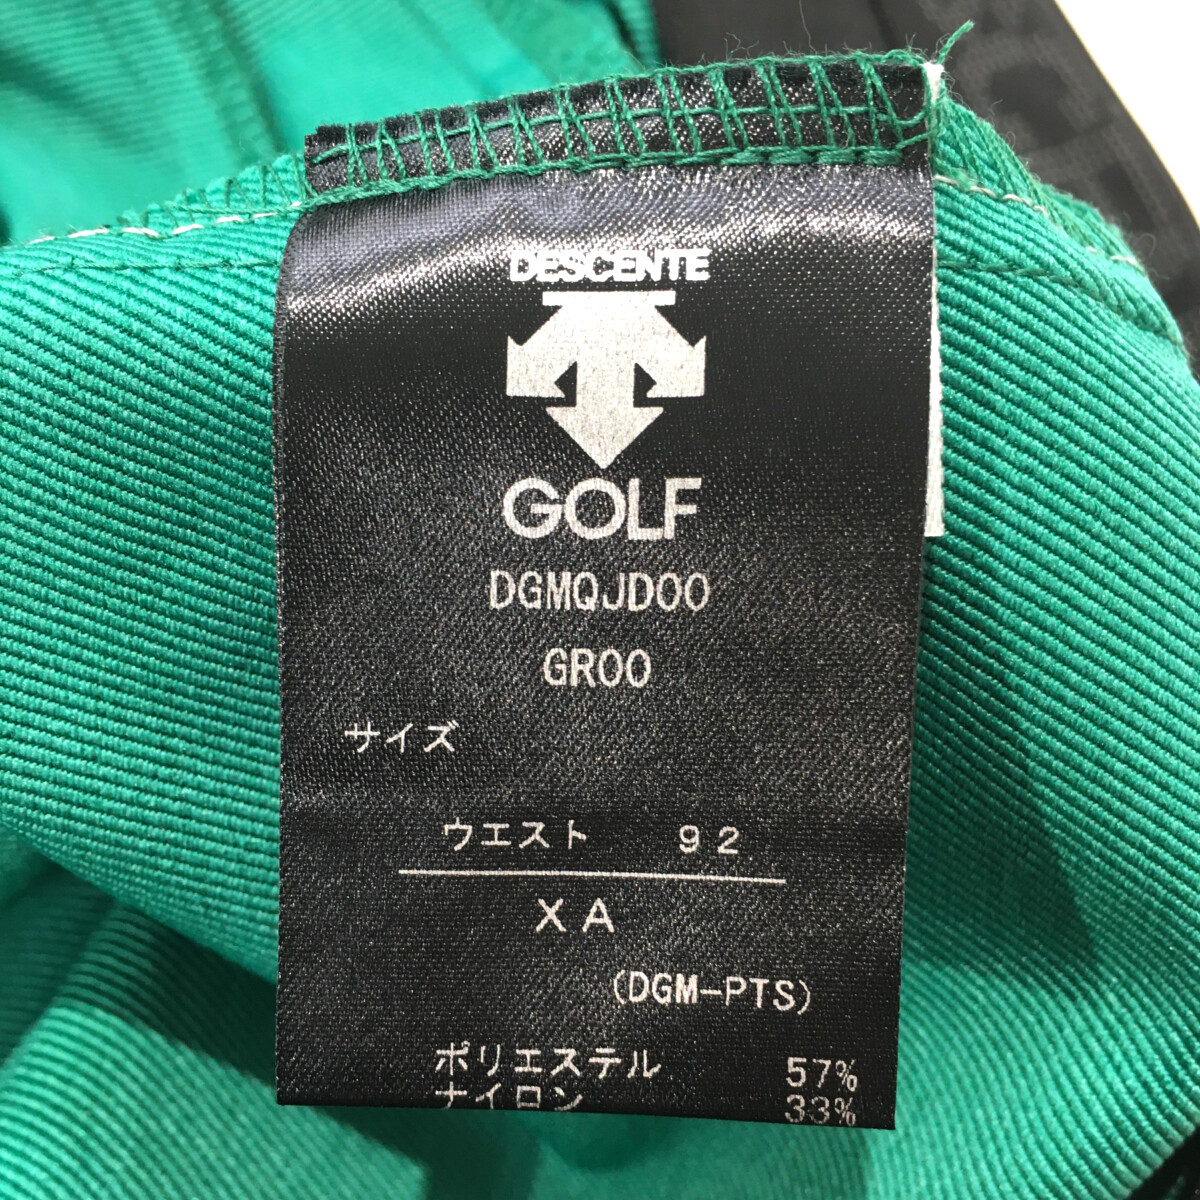 DESCENTE
GOLF
DGMQJD00
GR00
サイズ
ウエスト 92
XA
(DGM-PTS)
ポリエステル 57%
ナイロン 33%